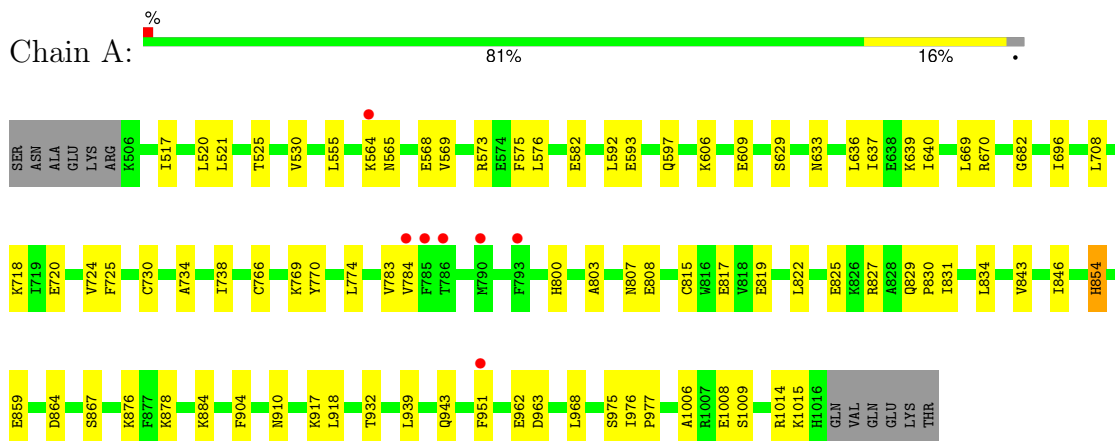 %
Chain A:
81% 16% •
SER ASN ALA GLU LYS ARG K506 I517 L520 L521 T525 V530 L555 K564 N565 E568 V569 R573 E574 F575 L576 E582 L592 E593 Q597 K606 E609 S629 N633 G636 I637 E638 K639 I640 L669 R670 G682 I696 L708
K718 I719 E720 V724 F725 C730 A734 I738 C766 K769 Y770 L774 V783 V784 F785 T786 M790 F793 H800 A803 N807 E808 C815 W816 E817 V818 E819 L822 E825 K826 R827 A828 Q829 P830 I831 L834 V843 I846 H854
E859 D864 S867 K876 F877 K878 K884 F904 N910 K917 L918 T932 L939 Q943 F951 E962 D963 L968 S975 I976 P977 A1006 R1007 E1008 S1009 R1014 K1015 H1016 GLN VAL GLN GLU LYS THR